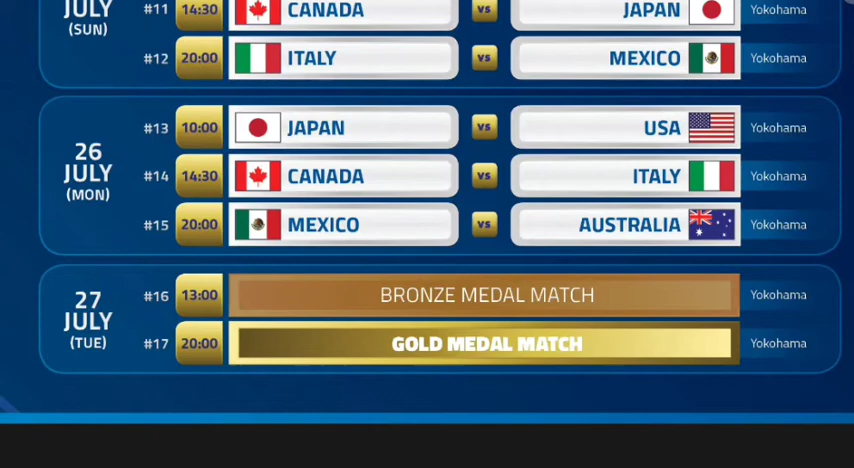 JULY
(SUN)
#11 14:30 CANADA VS JAPAN Yokohama
#12 20:00 ITALY VS MEXICO Yokohama
26
JULY
(MON)
#13 10:00 JAPAN VS USA Yokohama
#14 14:30 CANADA VS ITALY Yokohama
#15 20:00 MEXICO VS AUSTRALIA Yokohama
27
JULY
(TUE)
#16 13:00 BRONZE MEDAL MATCH Yokohama
#17 20:00 GOLD MEDAL MATCH Yokohama